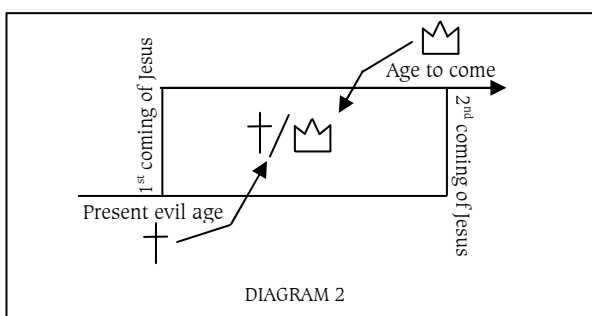 1st coming of Jesus
Age to come
2nd coming of Jesus
Present evil age
DIAGRAM 2